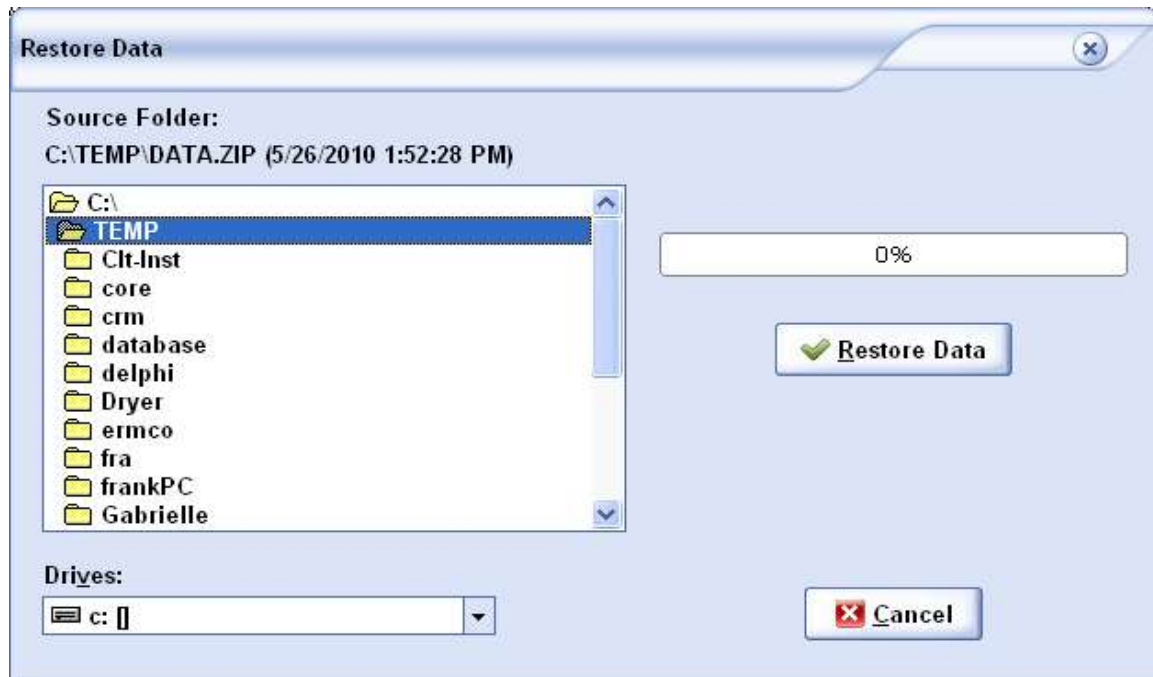 Restore Data
Source Folder:
C:\TEMP\DATA.ZIP (5/26/2010 1:52:28 PM)
C:\
TEMP
Clt-Inst
core
crm
database
delphi
Dryer
ermco
fra
frankPC
Gabrielle
0%
Restore Data
Drives:
c: []
Cancel